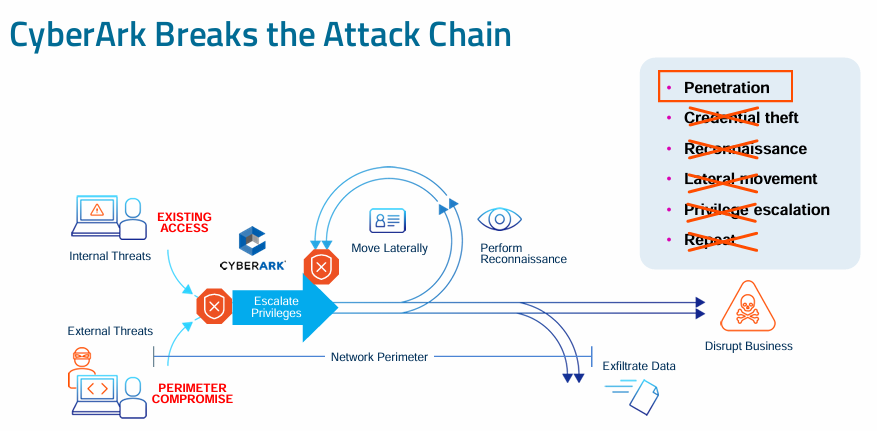 CyberArk Breaks the Attack Chain
• Penetration
• Credential theft
• Reconnaissance
• Lateral movement
• Privilege escalation
• Repeat
EXISTING
ACCESS
Internal Threats
CYBERARK®
Move Laterally
Perform
Reconnaissance
Escalate
Privileges
External Threats
Network Perimeter
Disrupt Business
Exfiltrate Data
PERIMETER
COMPROMISE